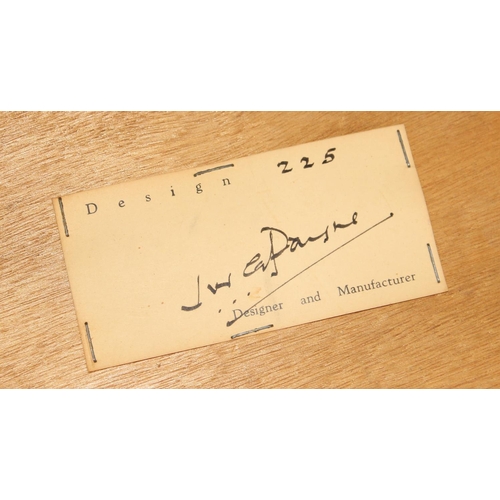 Design 225
Designer and Manufacturer